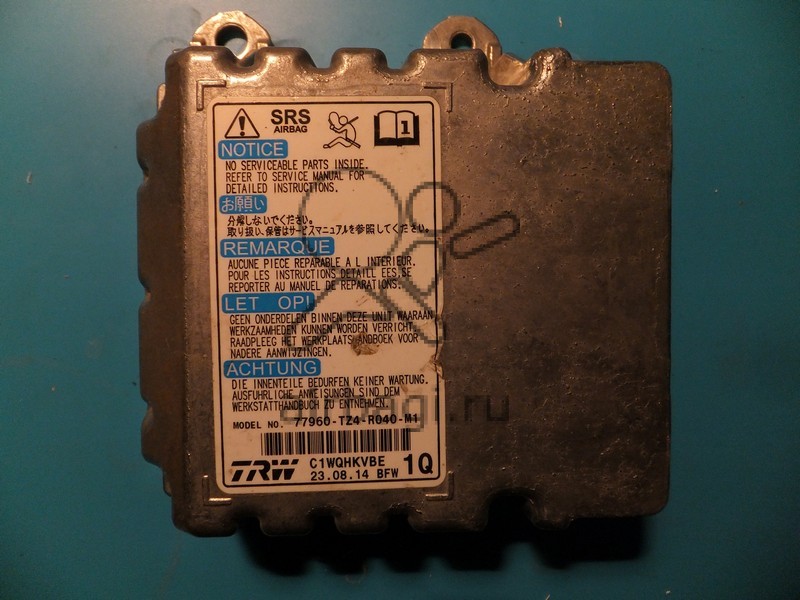 SRS
AIRBAG
1
NOTICE
NO SERVICEABLE PARTS INSIDE.
REFER TO SERVICE MANUAL FOR
DETAILED INSTRUCTIONS.
お願い
分解しないでください。
取り扱い、保管はサービスマニュアルを参照してください。
REMARQUE
AUCUNE PIECE REPARABLE A L INTERIEUR.
POUR LES INSTRUCTIONS DETAILL EES.SE
REPORTER AU MANUEL DE REPARATIONS.
LET OP!
GEEN ONDERDELEN BINNEN DEZE UNIT WAARAAN
WERKZAAMHEDEN KUNNEN WORDEN VERRICHT.
RAADPLEEG HET WERKPLAATS HANDBOEK VOOR
NADERE AANWIJZINGEN.
ACHTUNG
DIE INNENTEILE BEDURFEN KEINER WARTUNG.
AUSFUHRLICHE ANWEISUNGEN SIND DEM
WERKSTATTHANDBUCH ZU ENTNEHMEN.
MODEL NO. 77960-TZ4-R040-M1
TRW C1WQHKVBE 1Q
23.08.14 BFW